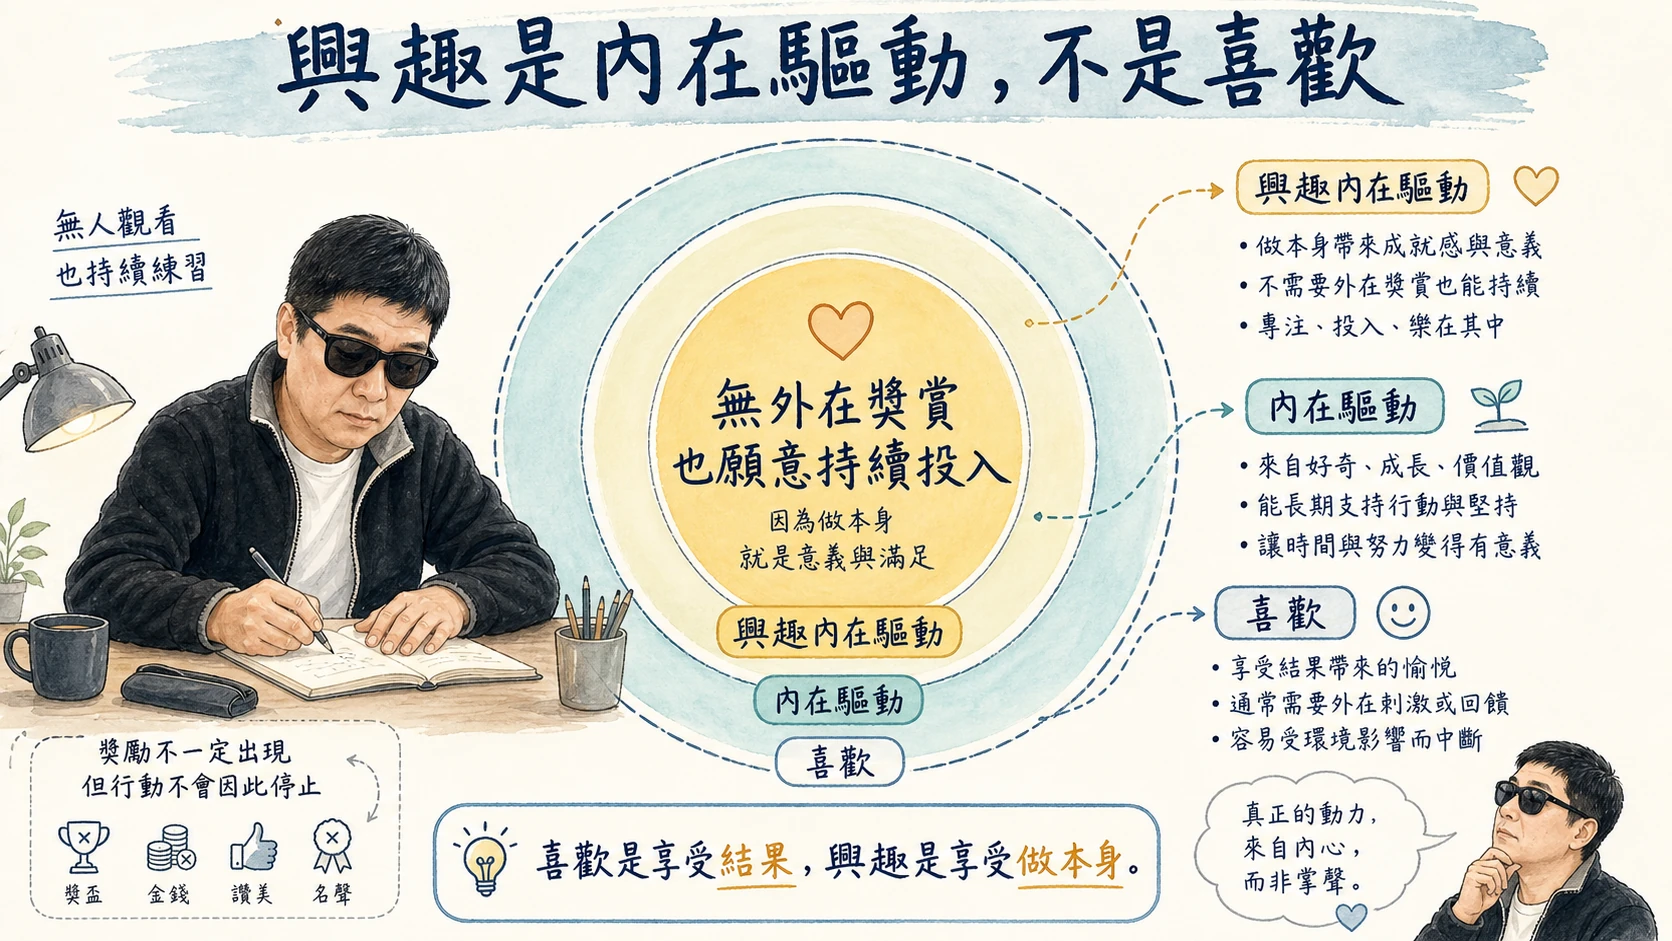 興趣是內在驅動，不是喜歡
無人觀看
也持續練習
無外在獎賞
也願意持續投入
因為做本身
就是意義與滿足
興趣內在驅動
內在驅動
喜歡
興趣內在驅動
• 做本身帶來成就感與意義
• 不需要外在獎賞也能持續
• 專注、投入、樂在其中
內在驅動
• 來自好奇、成長、價值觀
• 能長期支持行動與堅持
• 讓時間與努力變得有意義
喜歡
• 享受結果帶來的愉悅
• 通常需要外在刺激或回饋
• 容易受環境影響而中斷
獎勵不一定出現
但行動不會因此停止
獎盃
金錢
讚美
名聲
喜歡是享受結果，興趣是享受做本身。
真正的動力，
來自內心，
而非掌聲。